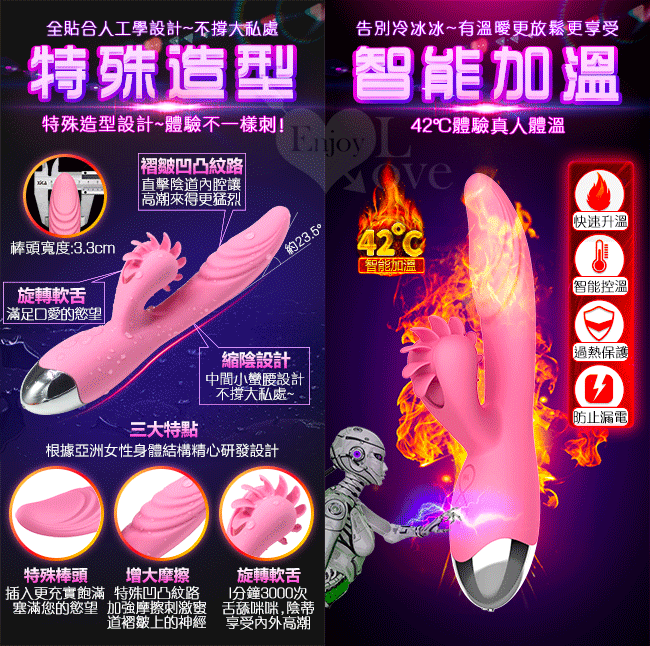 全貼合人工學設計~不撐大私處
特殊造型
特殊造型設計~體驗不一樣刺!
褶皺凹凸紋路
直擊陰道內腔讓
高潮來得更猛烈
棒頭寬度:3.3cm
約23.5°
旋轉軟舌
滿足口愛的慾望
縮陰設計
中間小蠻腰設計
不撐大私處~
三大特點
根據亞洲女性身體結構精心研發設計
特殊棒頭
插入更充實飽滿
塞滿您的慾望
增大摩擦
特殊凹凸紋路
加強摩擦刺激蜜
道褶皺上的神經
旋轉軟舌
1分鐘3000次
舌舔咪咪,陰蒂
享受內外高潮
告別冷冰冰~有溫曖更放鬆更享受
智能加溫
42℃體驗真人體溫
Enjoy Love
42℃
智能加溫
快速升溫
智能控溫
過熱保護
防止漏電